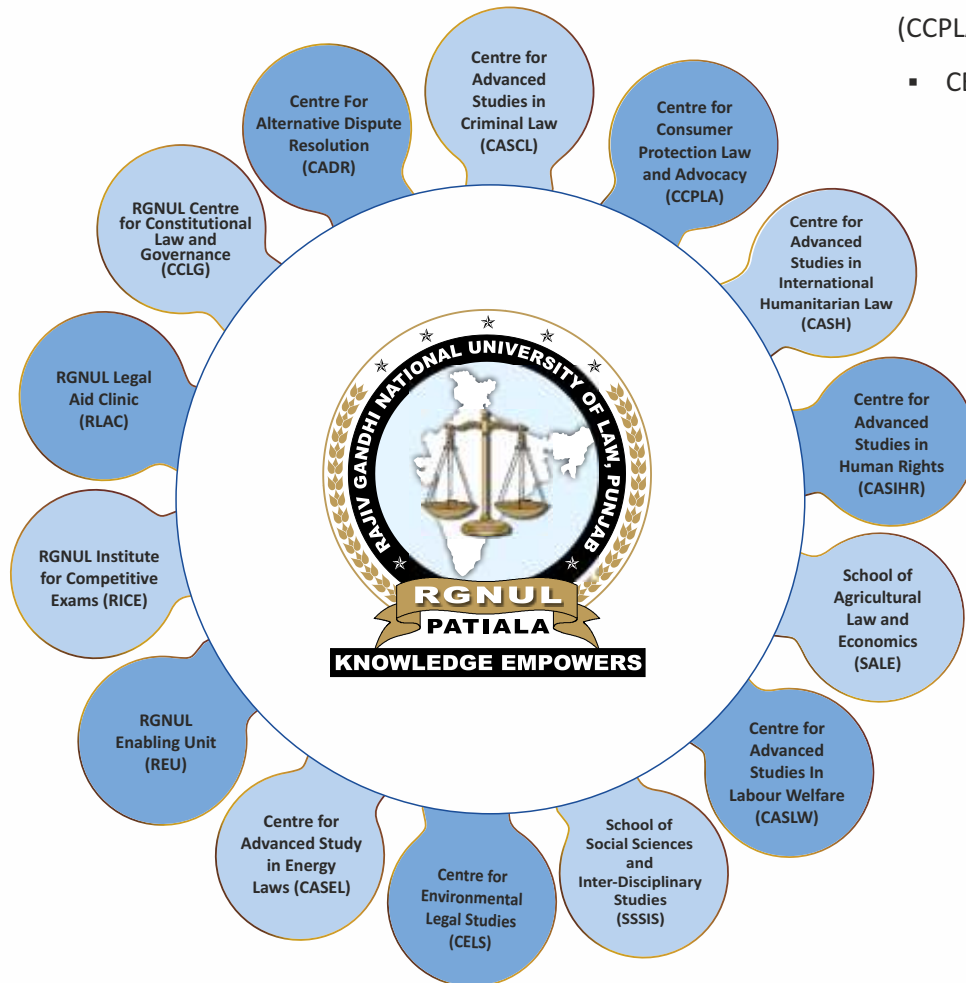 (CCPLA
▪ CE
Centre for
Advanced
Studies in
Criminal Law
(CASCL)
Centre for
Consumer
Protection Law
and Advocacy
(CCPLA)
Centre for
Advanced
Studies in
International
Humanitarian Law
(CASH)
Centre for
Advanced
Studies in
Human Rights
(CASIHR)
School of
Agricultural
Law and
Economics
(SALE)
Centre for
Advanced
Studies In
Labour Welfare
(CASLW)
School of
Social Sciences
and
Inter-Disciplinary
Studies
(SSSIS)
Centre for
Environmental
Legal Studies
(CELS)
Centre for
Advanced Study
in Energy
Laws (CASEL)
RGNUL
Enabling Unit
(REU)
RGNUL Institute
for Competitive
Exams (RICE)
RGNUL Legal
Aid Clinic
(RLAC)
RGNUL Centre
for Constitutional
Law and
Governance
(CCLG)
Centre For
Alternative Dispute
Resolution
(CADR)
RAJIV GANDHI NATIONAL UNIVERSITY OF LAW, PUNJAB
RGNUL
PATIALA
KNOWLEDGE EMPOWERS